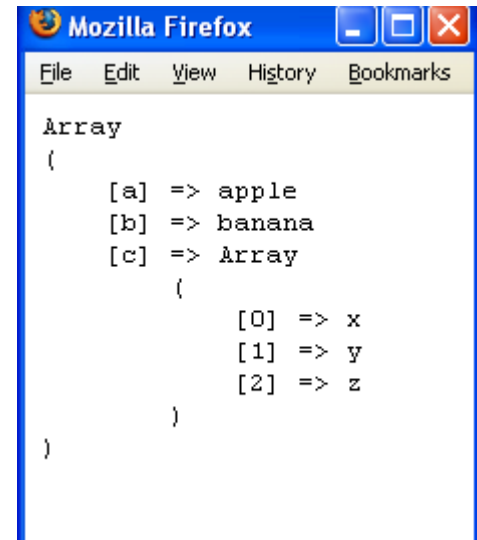 Mozilla Firefox
File Edit View History Bookmarks
Array
(
    [a] => apple
    [b] => banana
    [c] => Array
        (
            [0] => x
            [1] => y
            [2] => z
        )
)